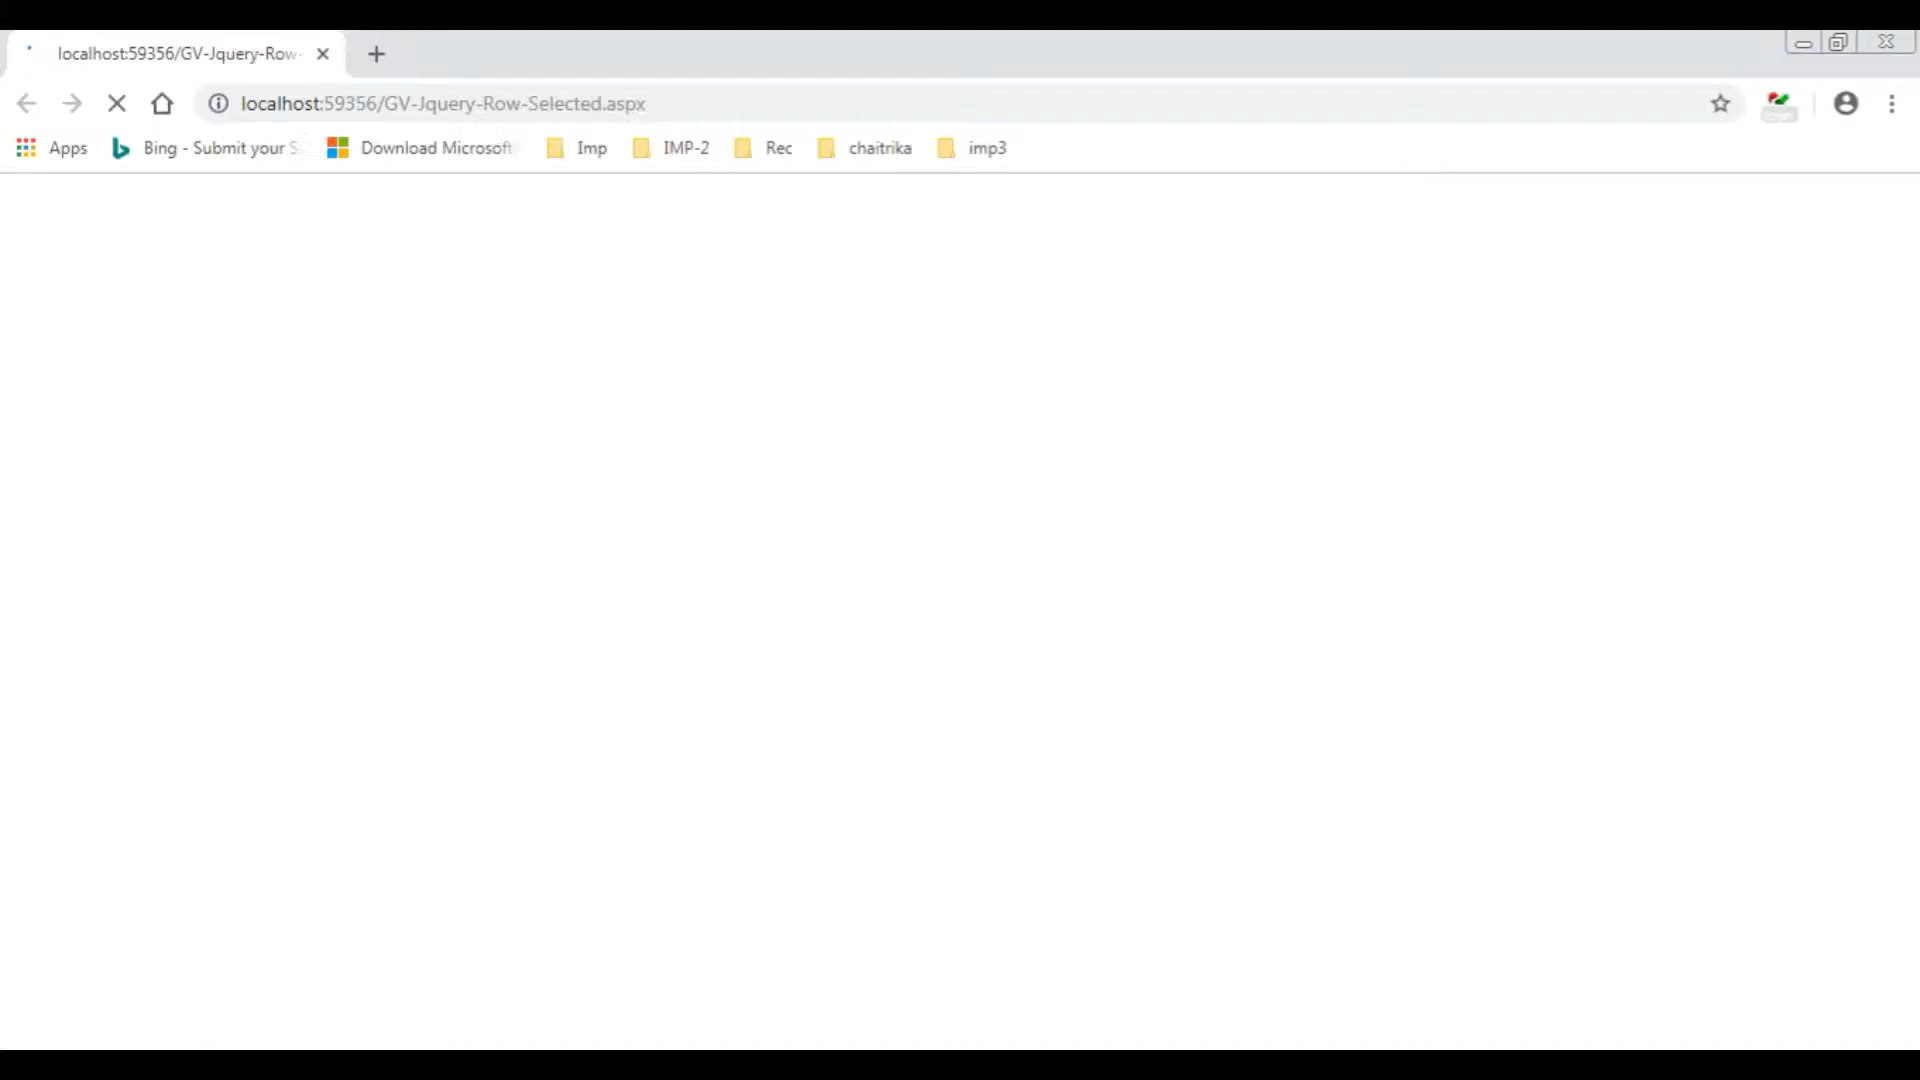 localhost:59356/GV-Jquery-Row-
localhost:59356/GV-Jquery-Row-Selected.aspx
Apps Bing - Submit your S Download Microsoft Imp IMP-2 Rec chaitrika imp3